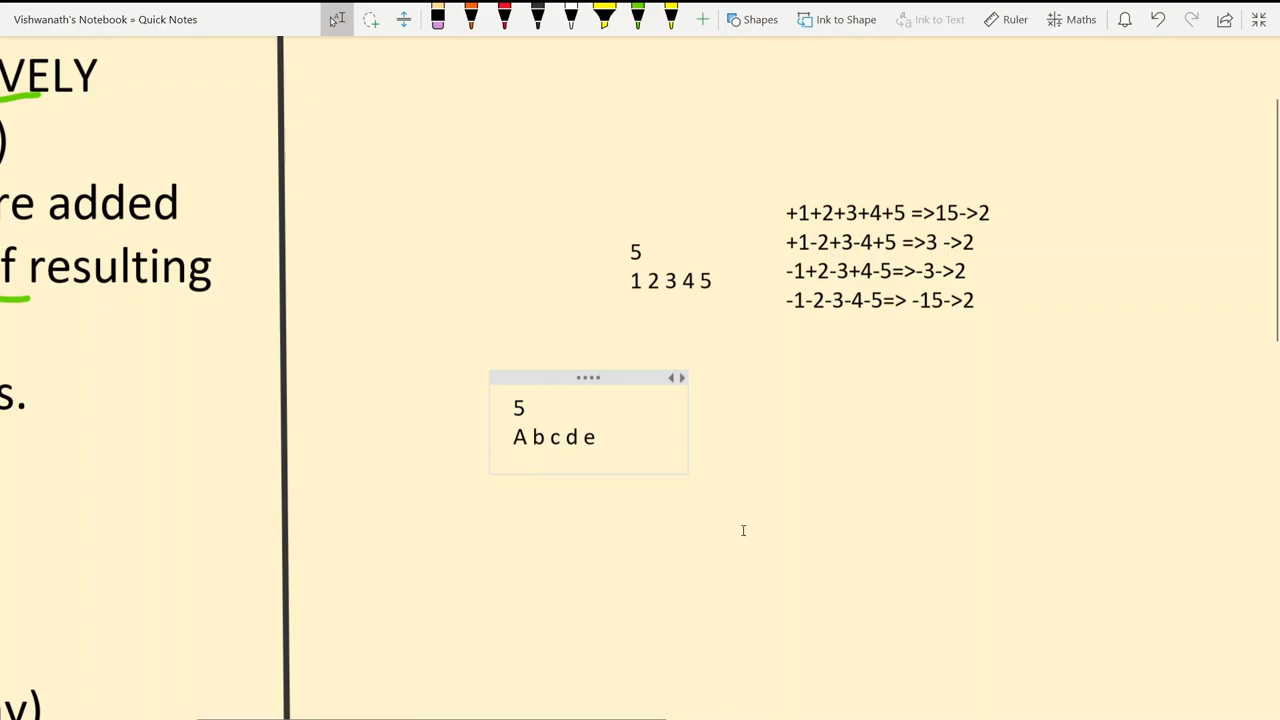 Vishwanath's Notebook » Quick Notes
Shapes
Ink to Shape
Ink to Text
Ruler
Maths
VELY
)
re added
f resulting
s.
y)
5
1 2 3 4 5
+1+2+3+4+5 =>15->2
+1-2+3-4+5 =>3 ->2
-1+2-3+4-5=>-3->2
-1-2-3-4-5=> -15->2
5
A b c d e